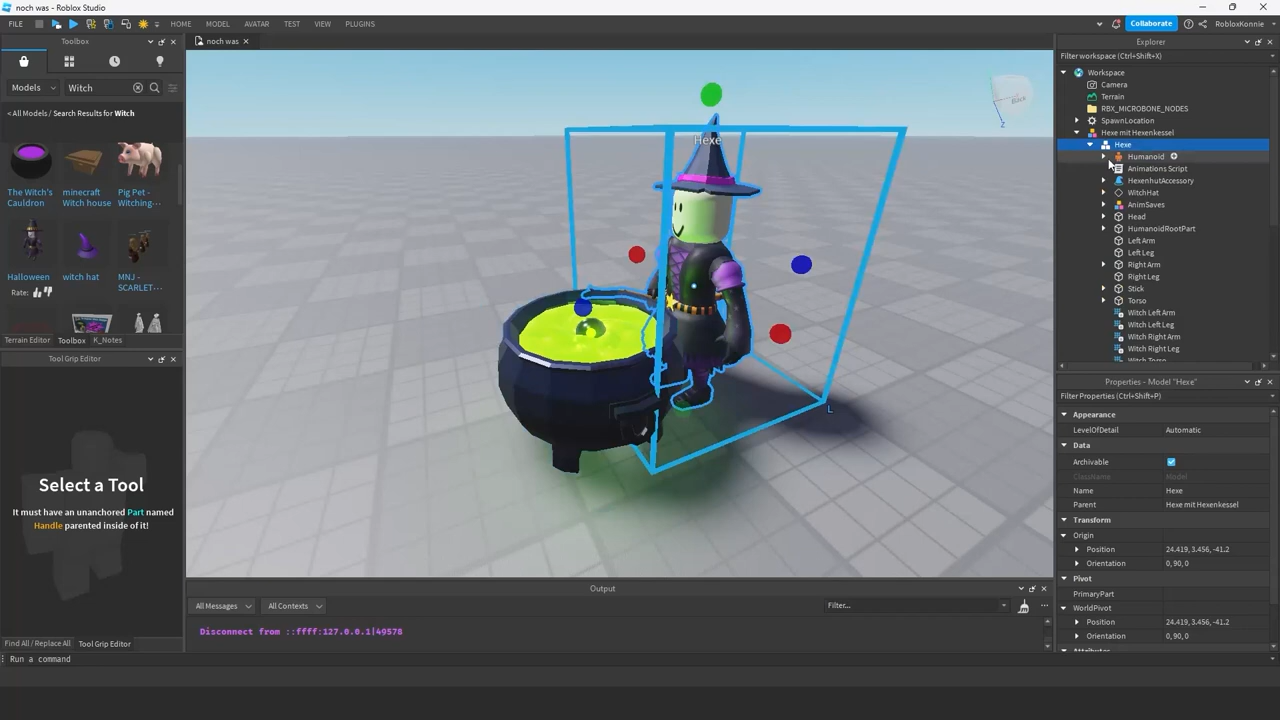 noch was - Roblox Studio
FILE HOME MODEL AVATAR TEST VIEW PLUGINS Collaborate RobloxKonnie
Toolbox
Models Witch
< All Models / Search Results for Witch
The Witch's Cauldron
minecraft Witch house
Pig Pet - Witching-
Halloween
witch hat
MNJ - SCARLET...
Rate:
Terrain Editor Toolbox K_Notes
Tool Grip Editor
Select a Tool
It must have an unanchored Part named
Handle parented inside of it!
Find All / Replace All Tool Grip Editor
Run a command
noch was
Back
Z
Hexe
L
Output
All Messages All Contexts Filter...
Disconnect from ::ffff:127.0.0.1|49578
Explorer
Filter workspace (Ctrl+Shift+X)
Workspace
Camera
Terrain
RBX_MICROBONE_NODES
SpawnLocation
Hexe mit Hexenkessel
Hexe
Humanoid
Animations Script
HexenhutAccessory
WitchHat
AnimSaves
Head
HumanoidRootPart
Left Arm
Left Leg
Right Arm
Right Leg
Stick
Torso
Witch Left Arm
Witch Left Leg
Witch Right Arm
Witch Right Leg
Witch Torso
Properties - Model "Hexe"
Filter Properties (Ctrl+Shift+P)
Appearance
LevelOfDetail Automatic
Data
Archivable
ClassName Model
Name Hexe
Parent Hexe mit Hexenkessel
Transform
Origin
Position 24.419, 3.456, -41.2
Orientation 0, 90, 0
Pivot
PrimaryPart
WorldPivot
Position 24.419, 3.456, -41.2
Orientation 0, 90, 0
Attributes